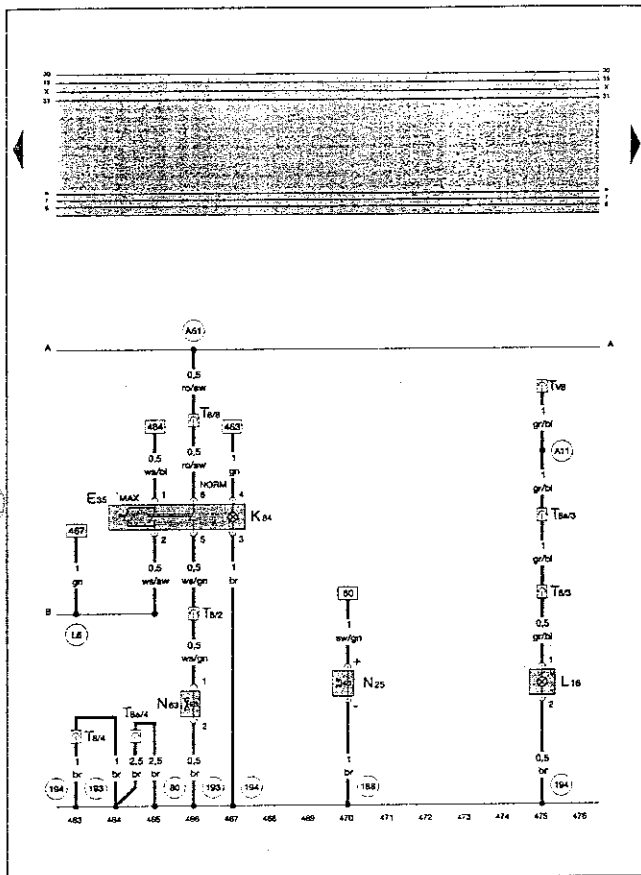 30 30
15 15
X X
31 31
A51
A A
0,5
ro/sw
T8/8
Tv8
484 453
1
gr/bl
0,5 0,5 1
ws/bl ro/sw gn
A11
NORM
1
gr/bl
E35 MAX 1 6 4
K84
T8a/3
467
2 5 3
1
gr/bl
1 0,5 0,5 1
gn ws/sw ws/gn br
60
T8/3
B
T8/2
L6
1
sw/gn
0,5
gr/bl
0,5
ws/gn
+ 1
1
N63 N25 L16
2 - 2
T8/4 T8a/4
1 1 2,5 2,5 0,5 1 0,5
br br br br br br br
194 193 80 193 194 188 194
463 464 465 466 467 468 469 470 471 472 473 474 475 476